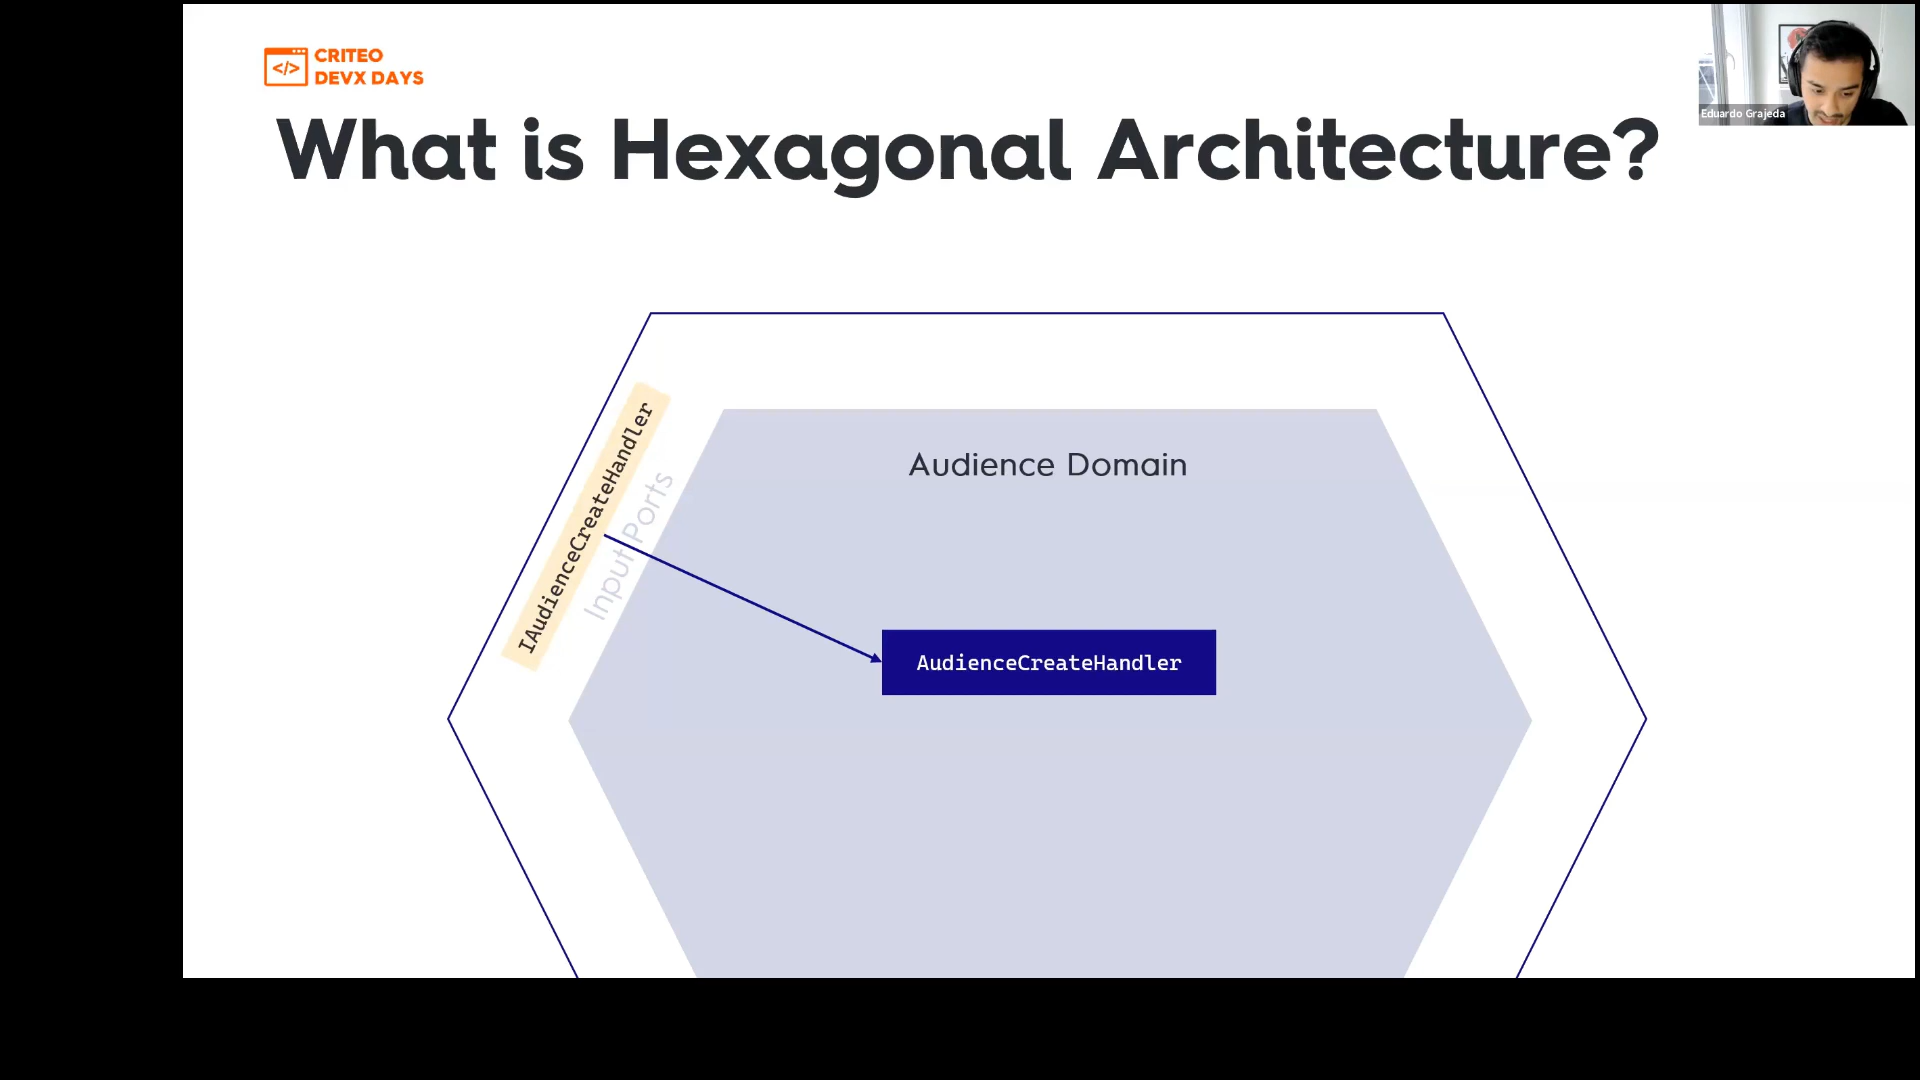 CRITEO
DEVX DAYS
</>
Eduardo Grajeda
What is Hexagonal Architecture?
IAudienceCreateHandler
Input Ports
Audience Domain
AudienceCreateHandler